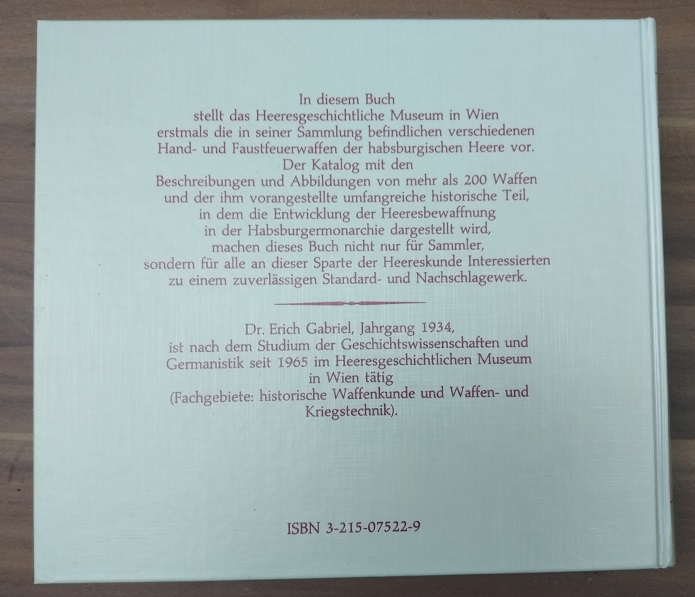 In diesem Buch
stellt das Heeresgeschichtliche Museum in Wien
erstmals die in seiner Sammlung befindlichen verschiedenen
Hand- und Faustfeuerwaffen der habsburgischen Heere vor.
Der Katalog mit den
Beschreibungen und Abbildungen von mehr als 200 Waffen
und der ihm vorangestellte umfangreiche historische Teil,
in dem die Entwicklung der Heeresbewaffnung
in der Habsburgermonarchie dargestellt wird,
machen dieses Buch nicht nur für Sammler,
sondern für alle an dieser Sparte der Heereskunde Interessierten
zu einem zuverlässigen Standard- und Nachschlagewerk.
Dr. Erich Gabriel, Jahrgang 1934,
ist nach dem Studium der Geschichtswissenschaften und
Germanistik seit 1965 im Heeresgeschichtlichen Museum
in Wien tätig
(Fachgebiete: historische Waffenkunde und Waffen- und
Kriegstechnik).
ISBN 3-215-07522-9